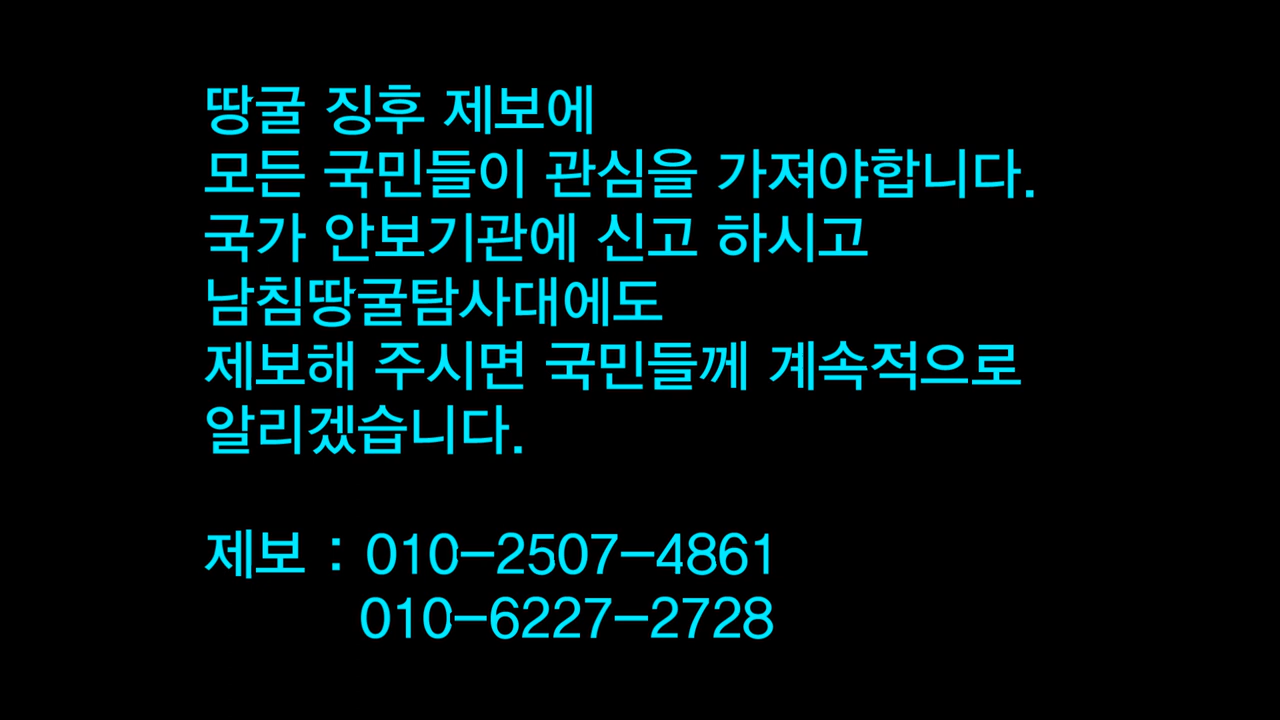 땅굴 징후 제보에
모든 국민들이 관심을 가져야합니다.
국가 안보기관에 신고 하시고
남침땅굴탐사대에도
제보해 주시면 국민들께 계속적으로
알리겠습니다.
제보 : 010-2507-4861
010-6227-2728